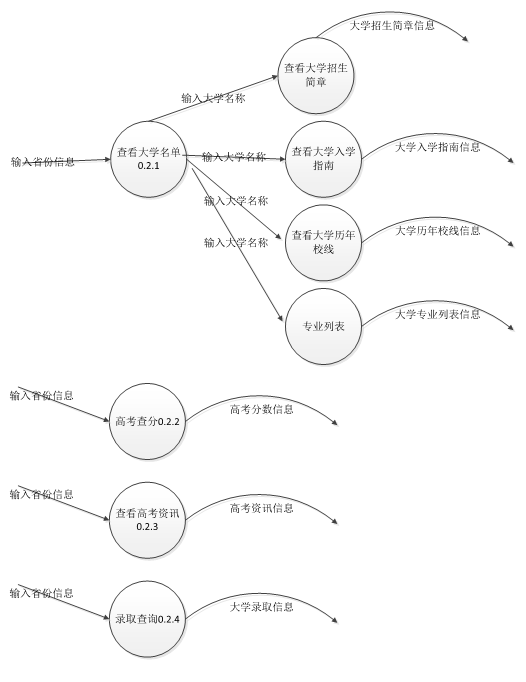 大学招生简章信息
查看大学招生
简章
输入大学名称
输入省份信息
查看大学名单
0.2.1
输入大学名称
查看大学入学
指南
大学入学指南信息
输入大学名称
查看大学历年
校线
大学历年校线信息
输入大学名称
专业列表
大学专业列表信息
输入省份信息
高考查分0.2.2
高考分数信息
输入省份信息
查看高考资讯
0.2.3
高考资讯信息
输入省份信息
录取查询0.2.4
大学录取信息